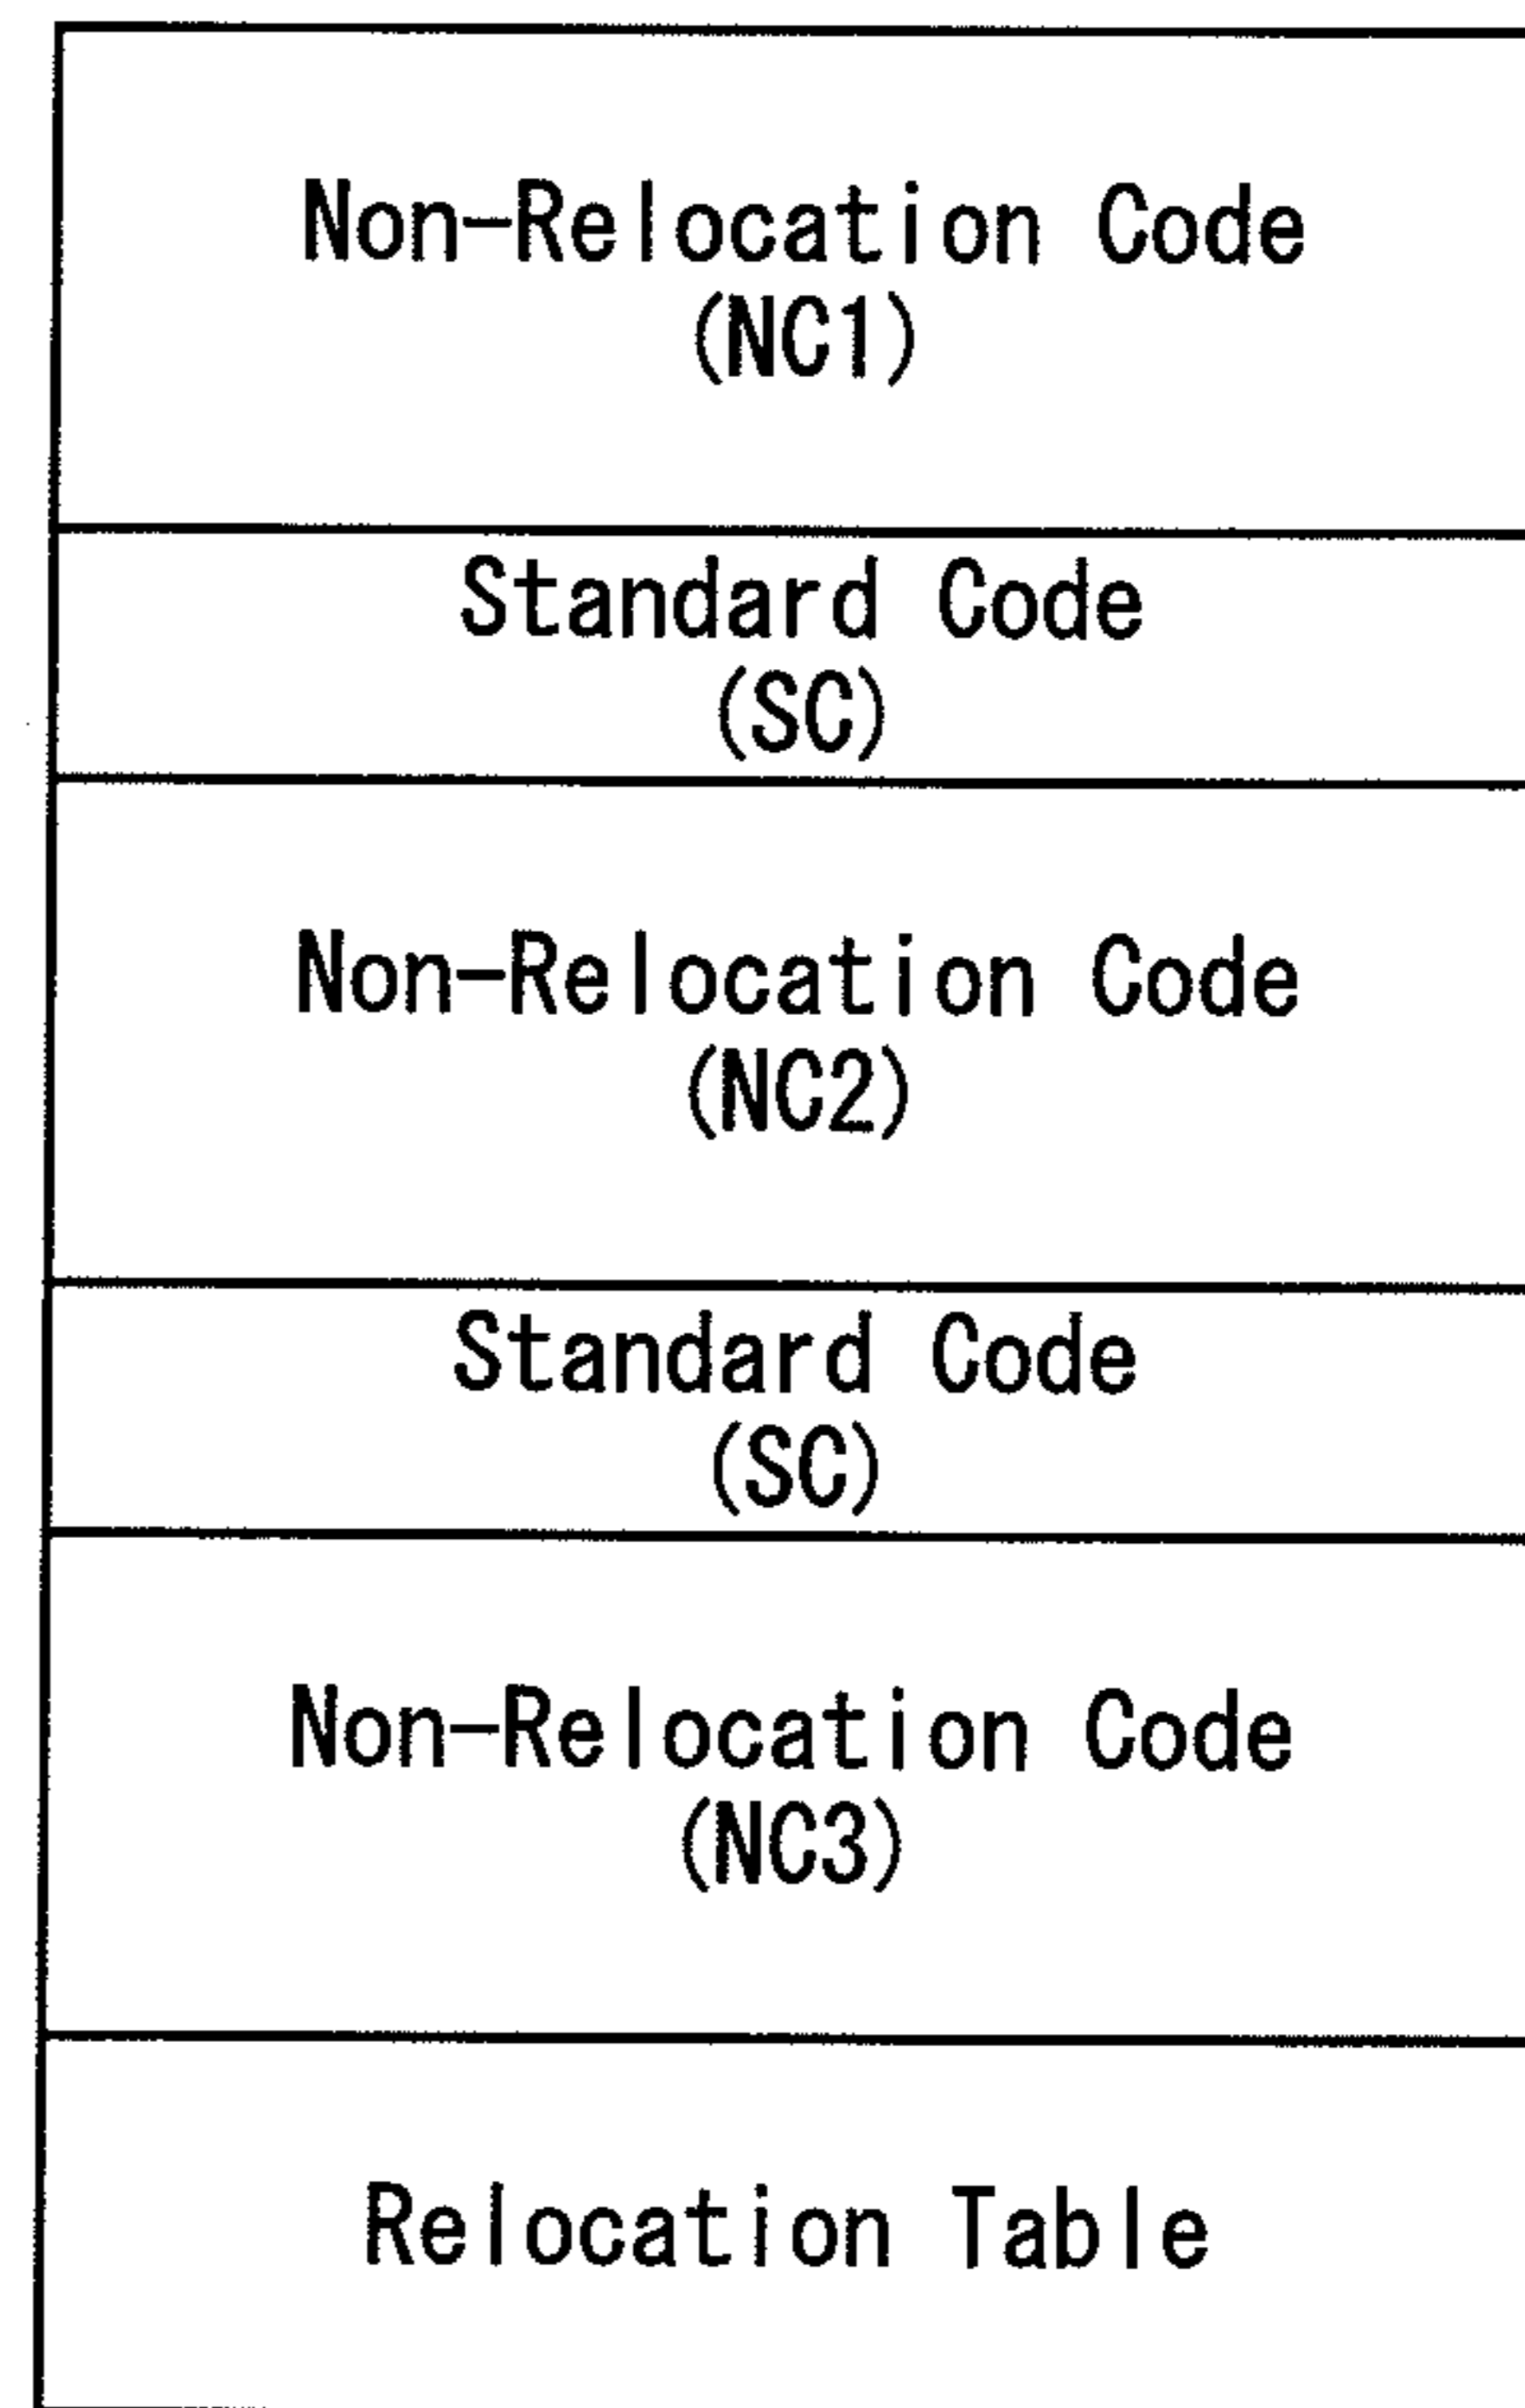 Non-Relocation Code
(NC1)
Standard Code
(SC)
Non-Relocation Code
(NC2)
Standard Code
(SC)
Non-Relocation Code
(NC3)
Relocation Table